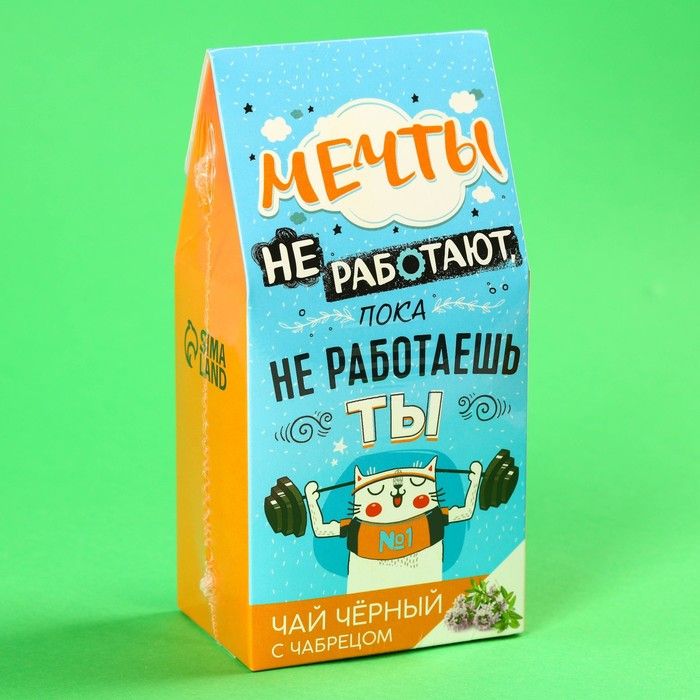 МЕЧТЫ
НЕ РАБОТАЮТ,
ПОКА
НЕ РАБОТАЕШЬ
ТЫ
№1
ЧАЙ ЧЁРНЫЙ
С ЧАБРЕЦОМ
SIMA
LAND